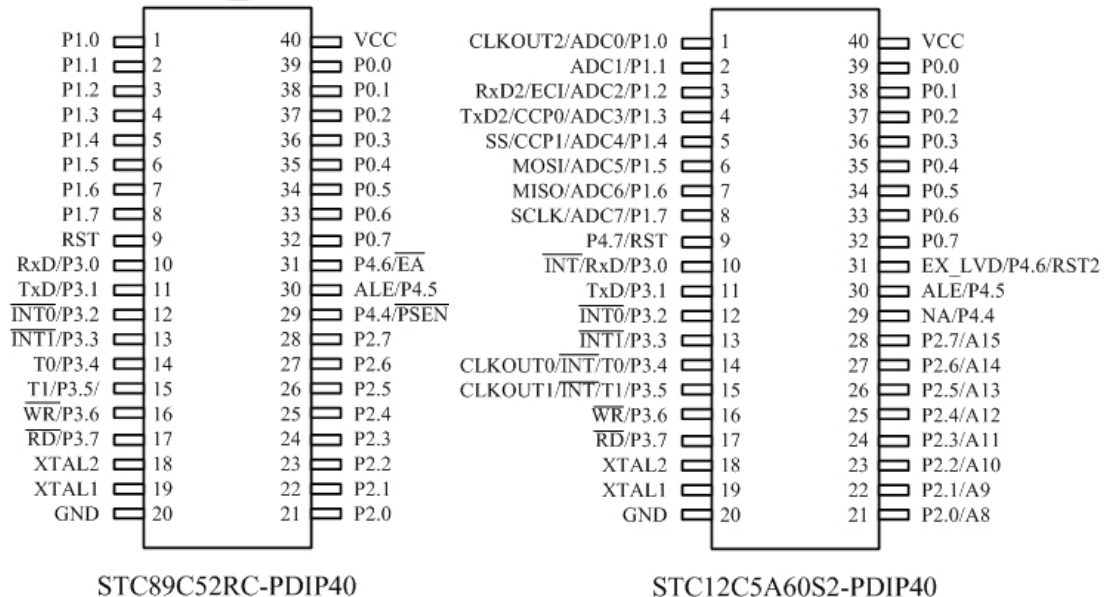 P1.0 1 40 VCC
P1.1 2 39 P0.0
P1.2 3 38 P0.1
P1.3 4 37 P0.2
P1.4 5 36 P0.3
P1.5 6 35 P0.4
P1.6 7 34 P0.5
P1.7 8 33 P0.6
RST 9 32 P0.7
RxD/P3.0 10 31 P4.6/E̅A̅
TxD/P3.1 11 30 ALE/P4.5
I̅N̅T̅0̅/P3.2 12 29 P4.4/P̅S̅E̅N̅
I̅N̅T̅1̅/P3.3 13 28 P2.7
T0/P3.4 14 27 P2.6
T1/P3.5/ 15 26 P2.5
W̅R̅/P3.6 16 25 P2.4
R̅D̅/P3.7 17 24 P2.3
XTAL2 18 23 P2.2
XTAL1 19 22 P2.1
GND 20 21 P2.0
STC89C52RC-PDIP40
CLKOUT2/ADC0/P1.0 1 40 VCC
ADC1/P1.1 2 39 P0.0
RxD2/ECI/ADC2/P1.2 3 38 P0.1
TxD2/CCP0/ADC3/P1.3 4 37 P0.2
SS/CCP1/ADC4/P1.4 5 36 P0.3
MOSI/ADC5/P1.5 6 35 P0.4
MISO/ADC6/P1.6 7 34 P0.5
SCLK/ADC7/P1.7 8 33 P0.6
P4.7/RST 9 32 P0.7
I̅N̅T̅/RxD/P3.0 10 31 EX_LVD/P4.6/RST2
TxD/P3.1 11 30 ALE/P4.5
I̅N̅T̅0̅/P3.2 12 29 NA/P4.4
I̅N̅T̅1̅/P3.3 13 28 P2.7/A15
CLKOUT0/I̅N̅T̅/T0/P3.4 14 27 P2.6/A14
CLKOUT1/I̅N̅T̅/T1/P3.5 15 26 P2.5/A13
W̅R̅/P3.6 16 25 P2.4/A12
R̅D̅/P3.7 17 24 P2.3/A11
XTAL2 18 23 P2.2/A10
XTAL1 19 22 P2.1/A9
GND 20 21 P2.0/A8
STC12C5A60S2-PDIP40